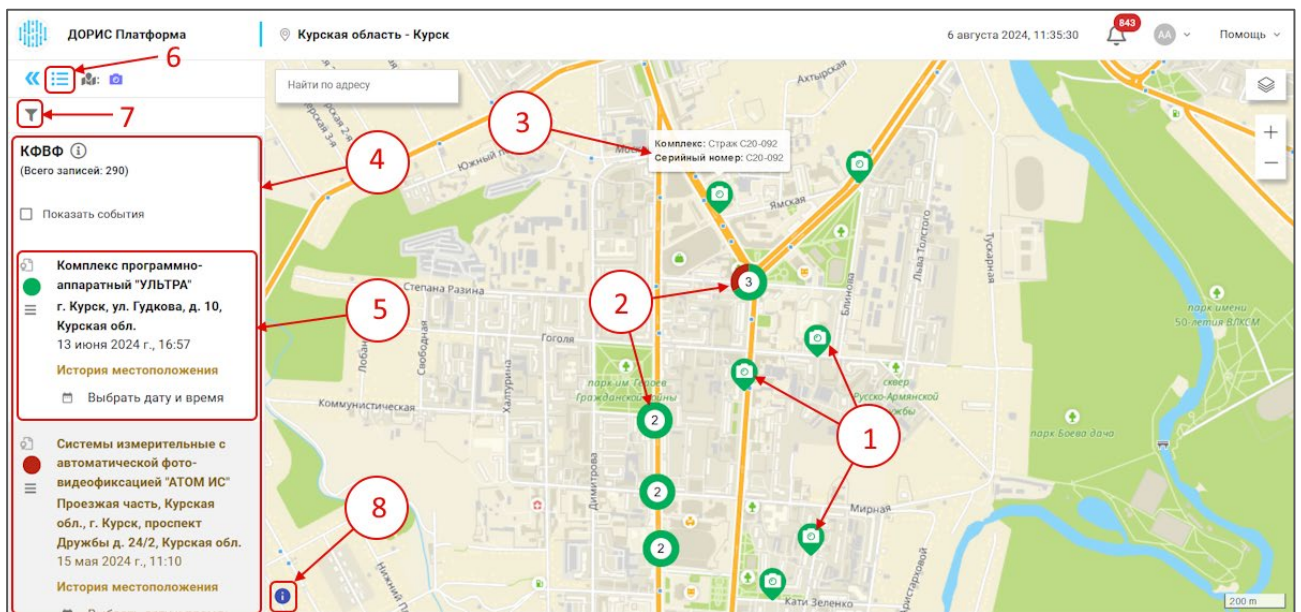 ДОРИС Платформа
Курская область - Курск
6 августа 2024, 11:35:30
843
АА
Помощь
6
7
КФВФ
(Всего записей: 290)
Показать события
Комплекс программно-
аппаратный "УЛЬТРА"
г. Курск, ул. Гудкова, д. 10,
Курская обл.
13 июня 2024 г., 16:57
История местоположения
Выбрать дату и время
Системы измерительные с
автоматической фото-
видеофиксацией "АТОМ ИС"
Проезжая часть, Курская
обл., г. Курск, проспект
Дружбы д. 24/2, Курская обл.
15 мая 2024 г., 11:10
История местоположения
Найти по адресу
3
4
Комплекс: Страж С20-092
Серийный номер: С20-092
Ахтырская
Южный
Ямская
Льва Толстого
Тускарная
2
3
5
Степана Разина
Блинова
парк имени
50-летия ВЛКСМ
Свободная
Гоголя
Халтурина
парк им. Героев
Гражданской войны
Коммунистическая
2
сквер
Русско-Армянской
1
парк Боева дача
Димитрова
2
8
Мирная
2
Нижний
Кати Зеленко
200 m